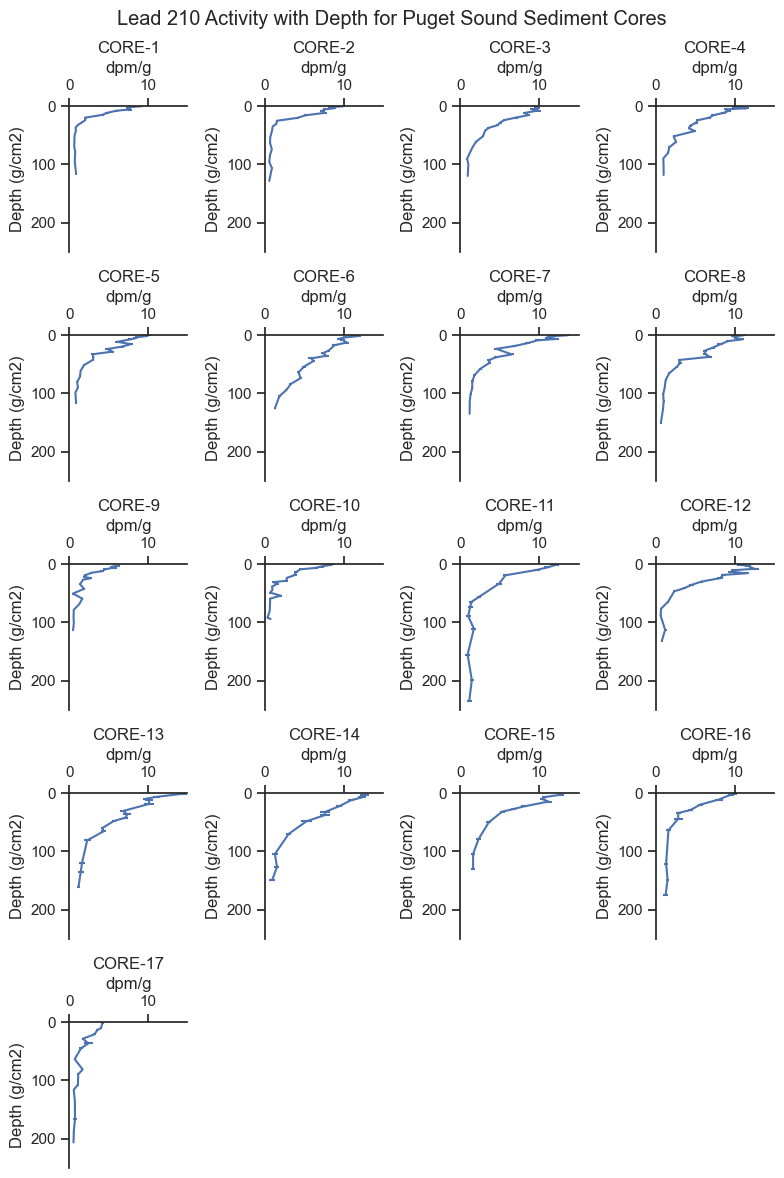 Lead 210 Activity with Depth for Puget Sound Sediment Cores
CORE-1 CORE-2 CORE-3 CORE-4
dpm/g dpm/g dpm/g dpm/g
0 10 0 10 0 10 0 10
0 0 0 0
100 100 100 100
200 200 200 200
Depth (g/cm2) Depth (g/cm2) Depth (g/cm2) Depth (g/cm2)
CORE-5 CORE-6 CORE-7 CORE-8
dpm/g dpm/g dpm/g dpm/g
0 10 0 10 0 10 0 10
0 0 0 0
100 100 100 100
200 200 200 200
Depth (g/cm2) Depth (g/cm2) Depth (g/cm2) Depth (g/cm2)
CORE-9 CORE-10 CORE-11 CORE-12
dpm/g dpm/g dpm/g dpm/g
0 10 0 10 0 10 0 10
0 0 0 0
100 100 100 100
200 200 200 200
Depth (g/cm2) Depth (g/cm2) Depth (g/cm2) Depth (g/cm2)
CORE-13 CORE-14 CORE-15 CORE-16
dpm/g dpm/g dpm/g dpm/g
0 10 0 10 0 10 0 10
0 0 0 0
100 100 100 100
200 200 200 200
Depth (g/cm2) Depth (g/cm2) Depth (g/cm2) Depth (g/cm2)
CORE-17
dpm/g
0 10
0
100
200
Depth (g/cm2)